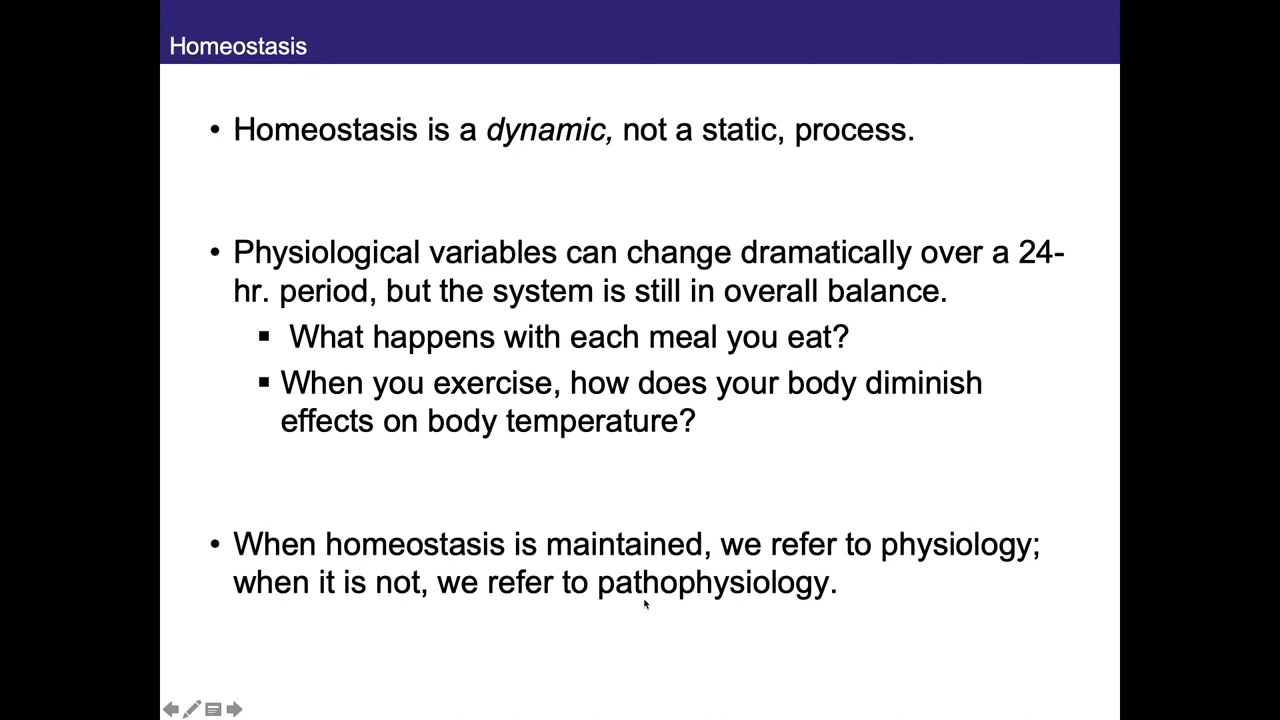 Homeostasis
• Homeostasis is a dynamic, not a static, process.
• Physiological variables can change dramatically over a 24-
hr. period, but the system is still in overall balance.
▪ What happens with each meal you eat?
▪ When you exercise, how does your body diminish
effects on body temperature?
• When homeostasis is maintained, we refer to physiology;
when it is not, we refer to pathophysiology.